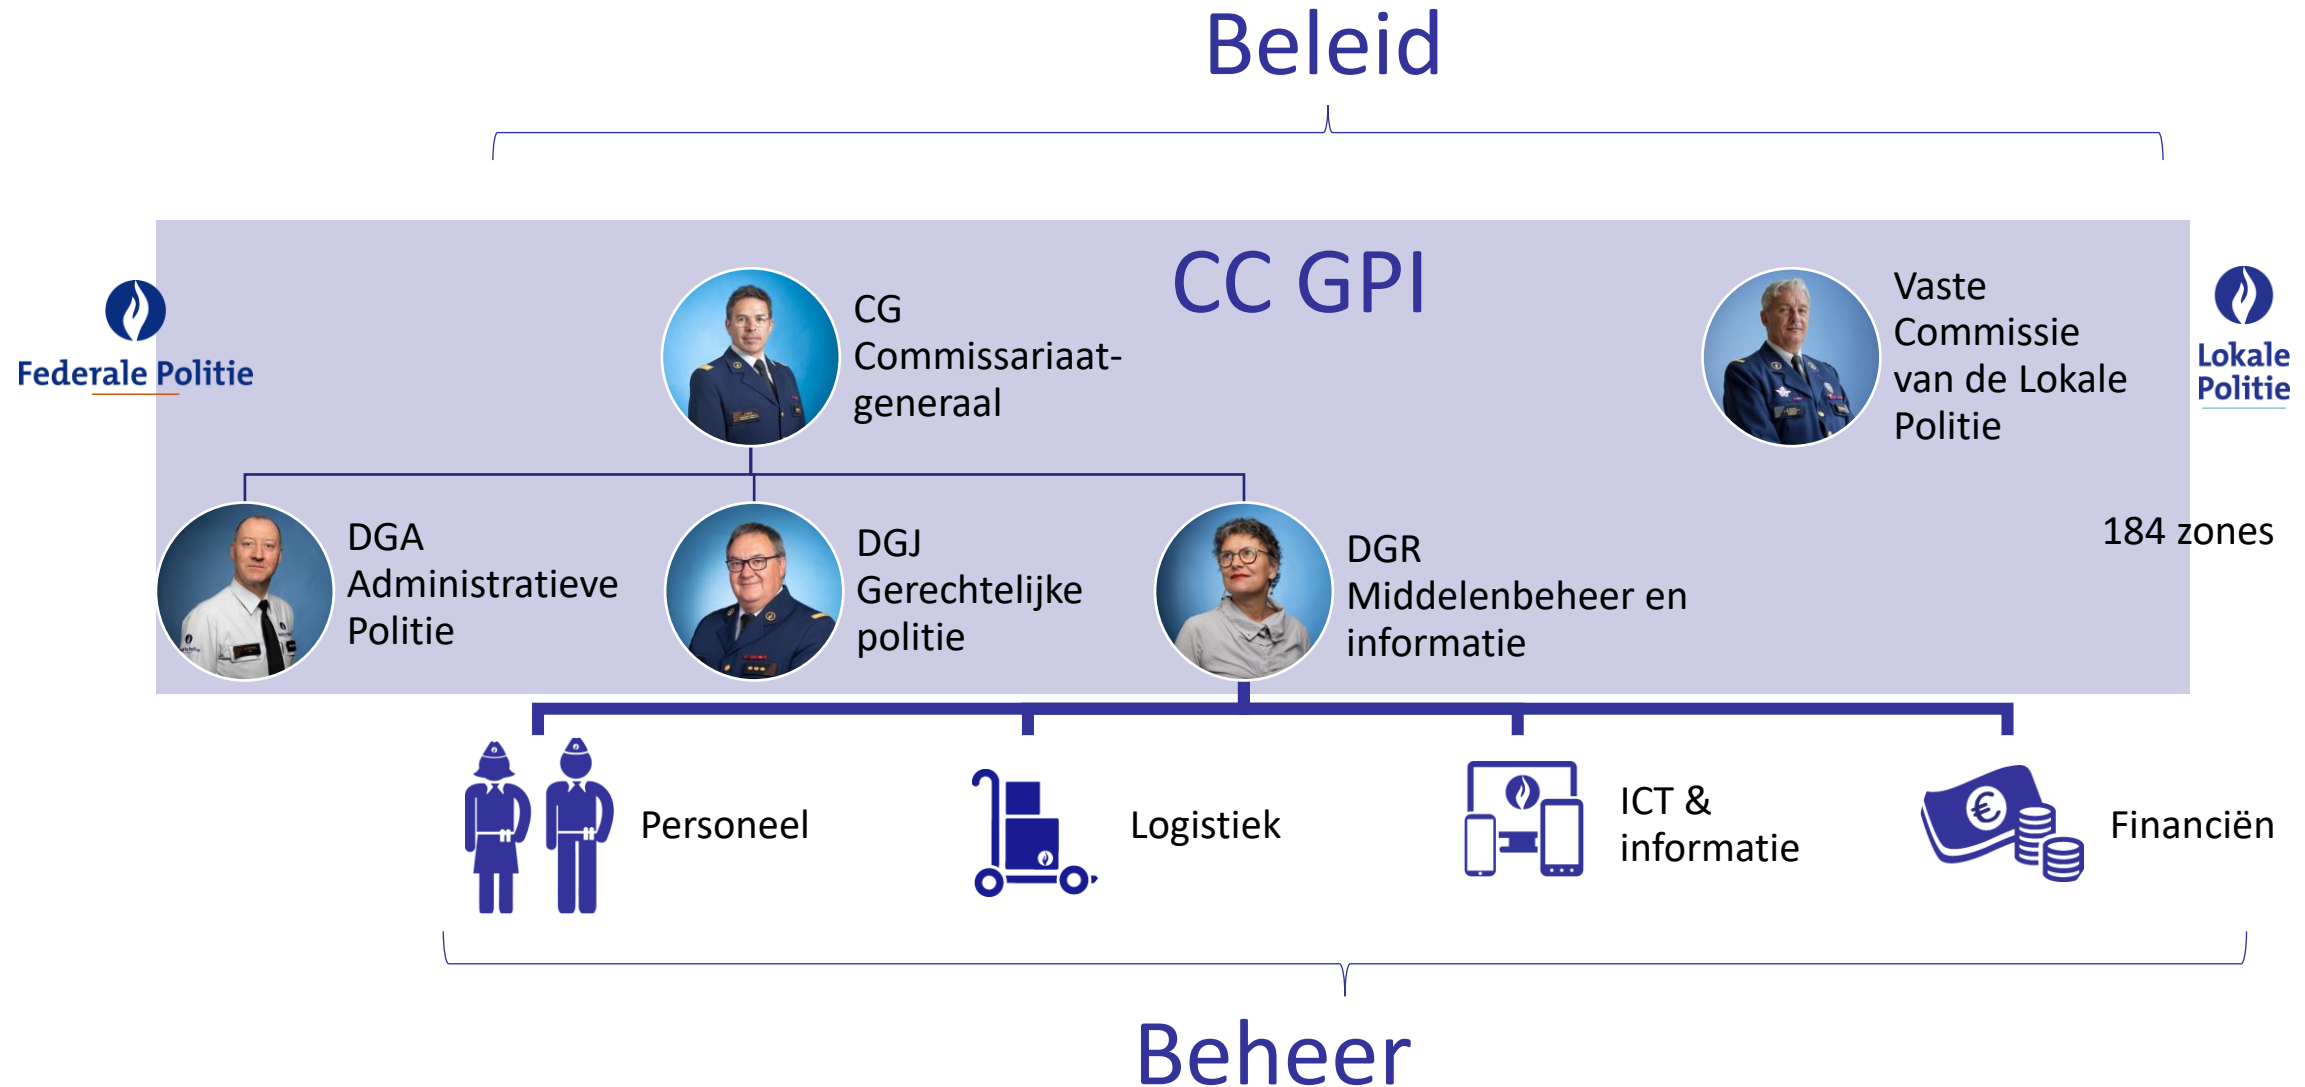 Beleid
CC GPI
Federale Politie
CG
Commissariaat-
generaal
Vaste
Commissie
van de Lokale
Politie
Lokale
Politie
184 zones
DGA
Administratieve
Politie
DGJ
Gerechtelijke
politie
DGR
Middelenbeheer en
informatie
Personeel
Logistiek
ICT &
informatie
€
Financiën
Beheer